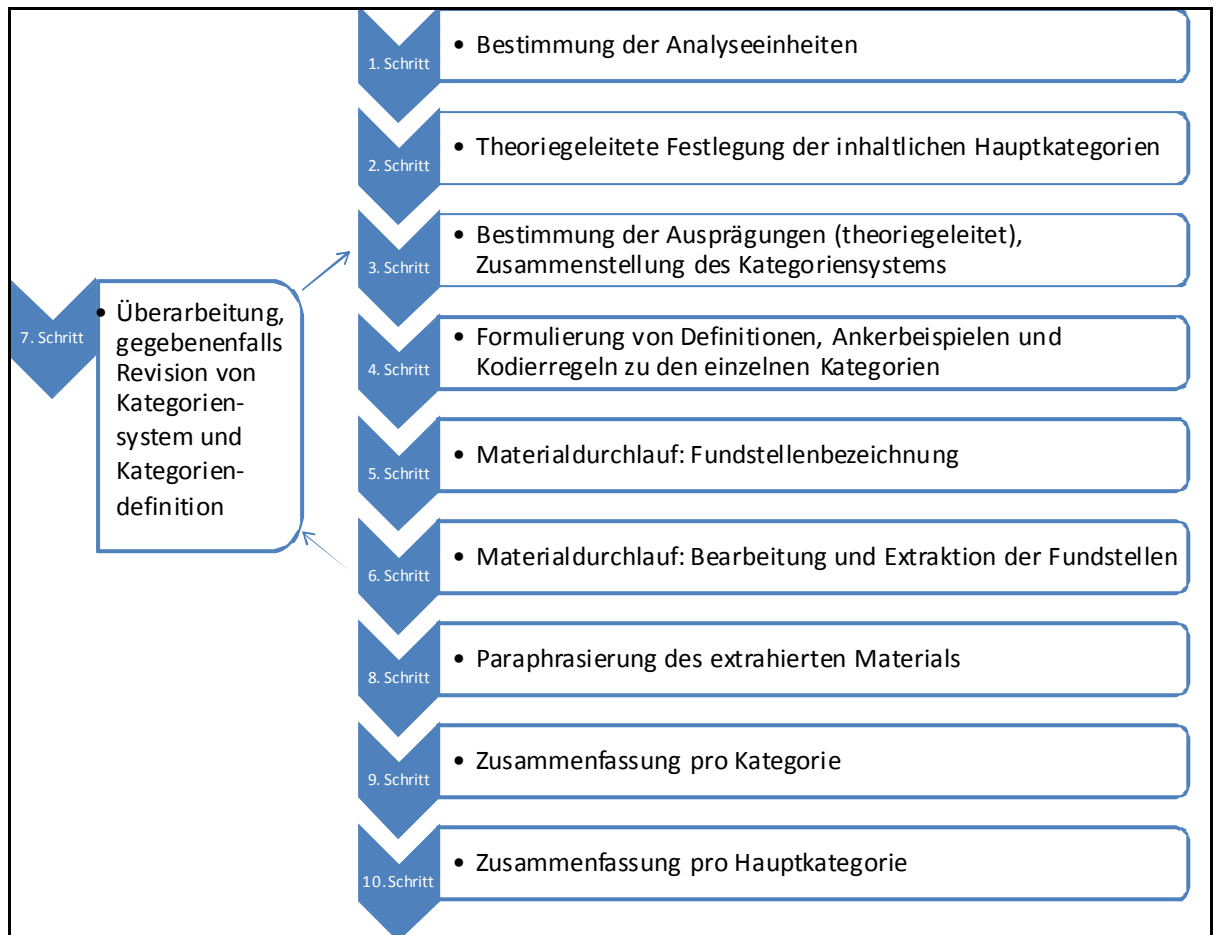 1. Schritt
• Bestimmung der Analyseeinheiten
2. Schritt
• Theoriegeleitete Festlegung der inhaltlichen Hauptkategorien
3. Schritt
• Bestimmung der Ausprägungen (theoriegeleitet),
Zusammenstellung des Kategoriensystems
4. Schritt
• Formulierung von Definitionen, Ankerbeispielen und
Kodierregeln zu den einzelnen Kategorien
5. Schritt
• Materialdurchlauf: Fundstellenbezeichnung
6. Schritt
• Materialdurchlauf: Bearbeitung und Extraktion der Fundstellen
7. Schritt
• Überarbeitung,
gegebenenfalls
Revision von
Kategorien-
system und
Kategorien-
definition
8. Schritt
• Paraphrasierung des extrahierten Materials
9. Schritt
• Zusammenfassung pro Kategorie
10. Schritt
• Zusammenfassung pro Hauptkategorie